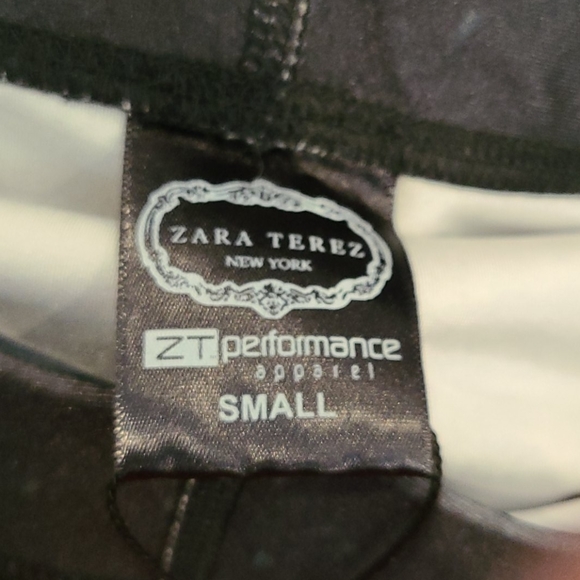 ZARA TEREZ
NEW YORK
ZT.performance
apparel
SMALL